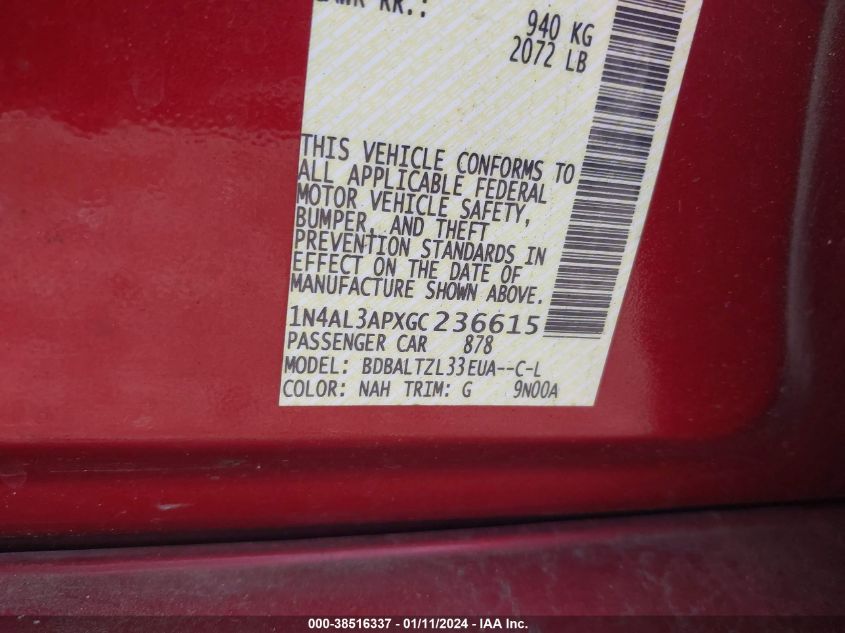 RR.:
940 KG
2072 LB
THIS VEHICLE CONFORMS TO
ALL APPLICABLE FEDERAL
MOTOR VEHICLE SAFETY,
BUMPER, AND THEFT
PREVENTION STANDARDS IN
EFFECT ON THE DATE OF
MANUFACTURE SHOWN ABOVE.
1N4AL3APXGC236615
PASSENGER CAR 878
MODEL: BDBALTZL33EUA--C-L
COLOR: NAH TRIM: G 9N00A
000-38516337 - 01/11/2024 - IAA Inc.